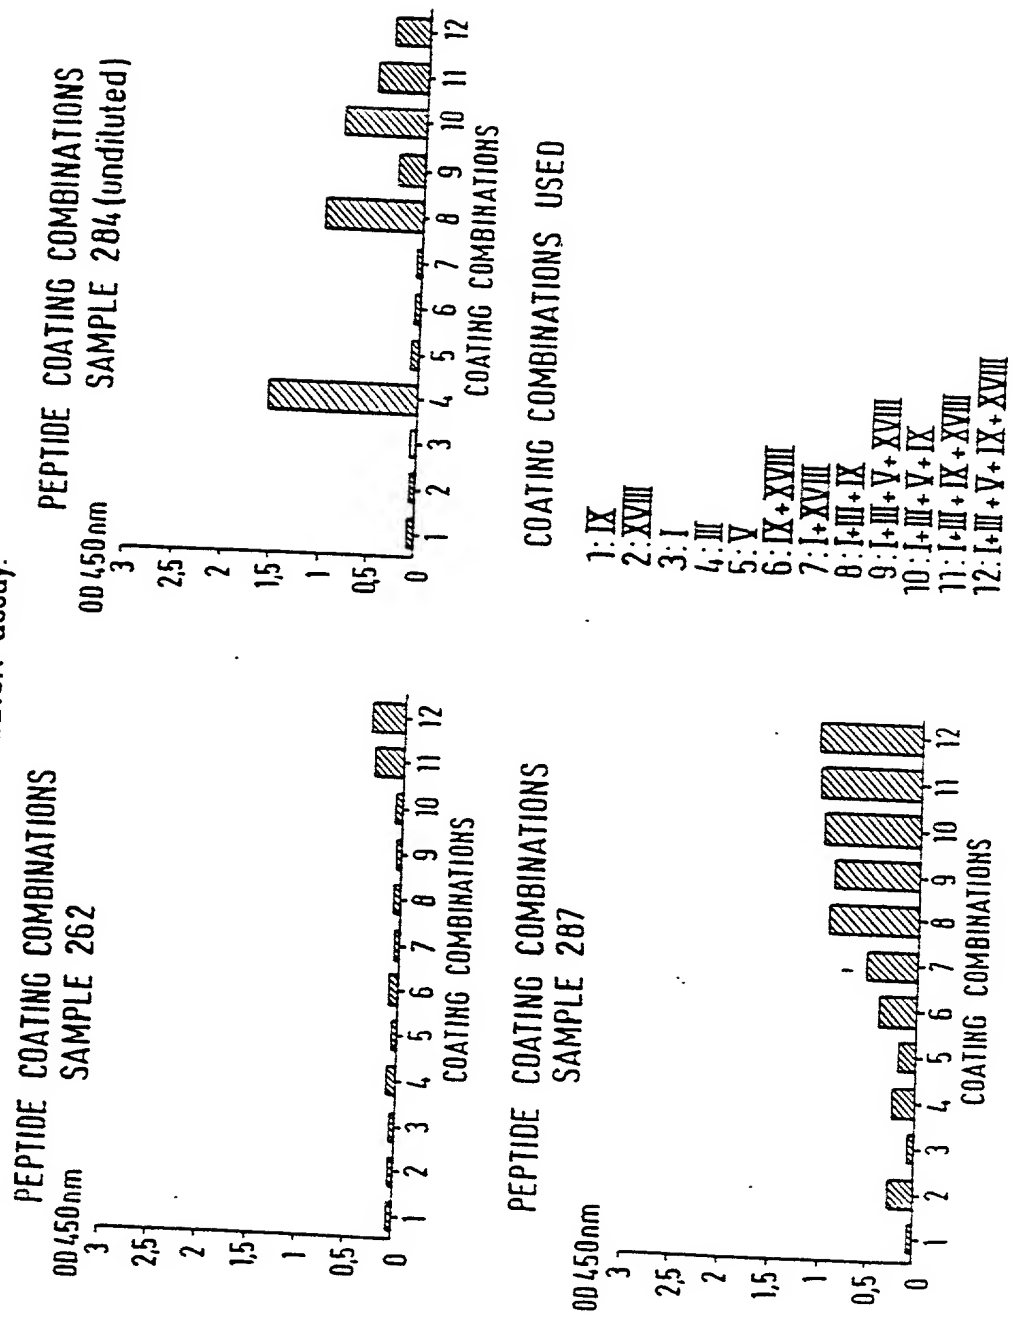 PEPTIDE COATING COMBINATIONS
SAMPLE 262
OD 450nm
3
2,5
2
1,5
1
0,5
0
1 2 3 4 5 6 7 8 9 10 11 12
COATING COMBINATIONS
PEPTIDE COATING COMBINATIONS
SAMPLE 284 (undiluted)
OD 450nm
3
2,5
2
1,5
1
0,5
0
1 2 3 4 5 6 7 8 9 10 11 12
COATING COMBINATIONS
PEPTIDE COATING COMBINATIONS
SAMPLE 287
OD 450nm
3
2,5
2
1,5
1
0,5
0
1 2 3 4 5 6 7 8 9 10 11 12
COATING COMBINATIONS
COATING COMBINATIONS USED
1: IX
2: XVIII
3: I
4: III
5: V
6: IX+XVIII
7: I+XVIII
8: I+III+IX
9: I+III+V+XVIII
10: I+III+V+IX
11: I+III+IX+XVIII
12: I+III+V+IX+XVIII